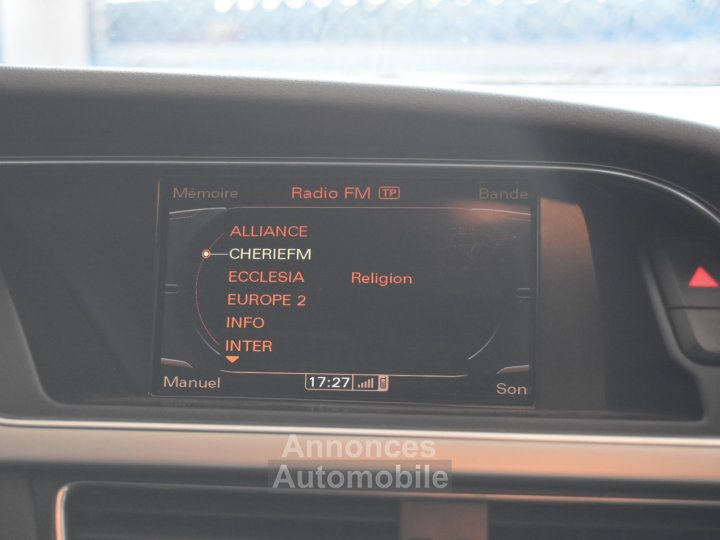 Mémoire Radio FM TP Bande
ALLIANCE
CHERIEFM
ECCLESIA Religion
EUROPE 2
INFO
INTER
Manuel 17:27 Son
Annonces
Automobile